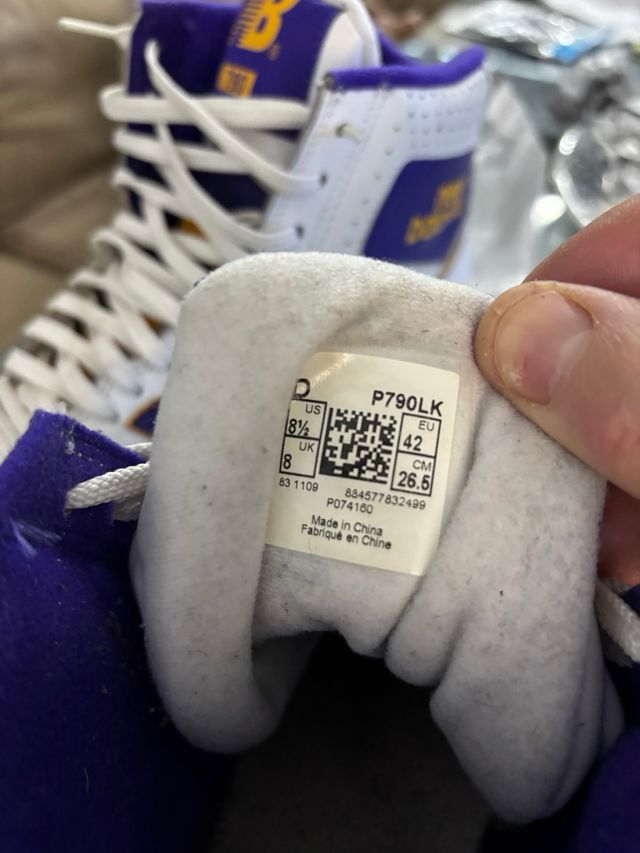 B
790
D
P790LK
US
8½
UK
8
EU
42
CM
26.5
83 1109
884577832499
P074160
Made in China
Fabriqué en Chine